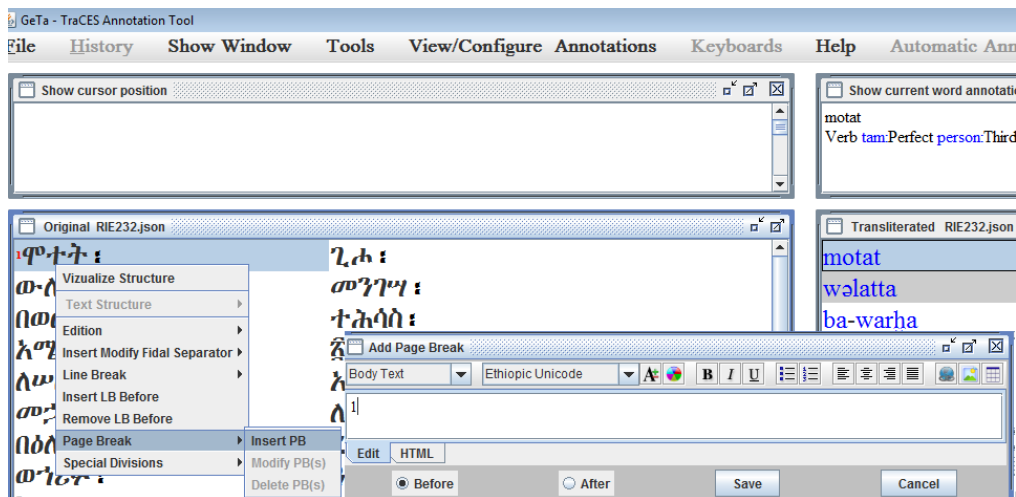 GeTa - TraCES Annotation Tool
File History Show Window Tools View/Configure Annotations Keyboards Help Automatic Ann
Show cursor position
Show current word annotati
motat
Verb tam:Perfect person:Third
Original RIE232.json
Transliterated RIE232.json
1ሞተት ፡
ጊሐ ፡
motat
መንገሣ ፡
wəlatta
ተሕሳስ ፡
ba-warḫa
Vizualize Structure
Text Structure
Edition
Insert Modify Fidal Separator
Line Break
Insert LB Before
Remove LB Before
Page Break
Special Divisions
Insert PB
Modify PB(s)
Delete PB(s)
Add Page Break
Body Text Ethiopic Unicode B I U
1
Edit HTML
Before After Save Cancel